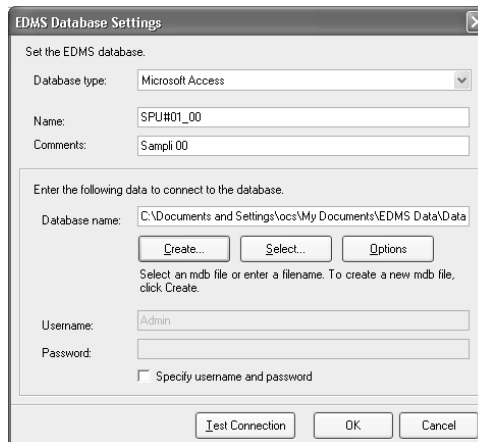 EDMS Database Settings
Set the EDMS database.
Database type: Microsoft Access
Name: SPU#01_00
Comments: Sampli 00
Enter the following data to connect to the database.
Database name: C:\Documents and Settings\ocs\My Documents\EDMS Data\Data
Create... Select... Options
Select an mdb file or enter a filename. To create a new mdb file,
click Create.
Username: Admin
Password:
Specify username and password
Test Connection OK Cancel